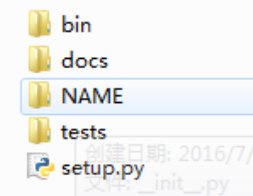 bin
docs
NAME
tests
创建日期: 2016/7/
setup.py
文件: __init__.py